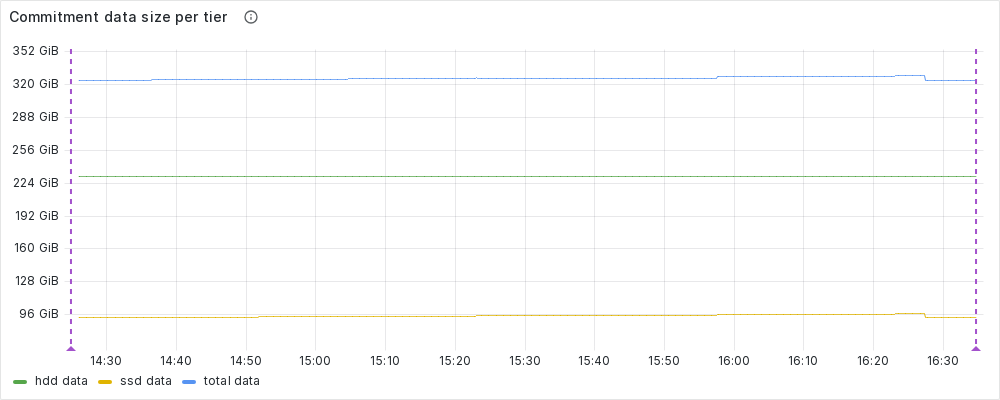 Commitment data size per tier
352 GiB
320 GiB
288 GiB
256 GiB
224 GiB
192 GiB
160 GiB
128 GiB
96 GiB
14:30 14:40 14:50 15:00 15:10 15:20 15:30 15:40 15:50 16:00 16:10 16:20 16:30
hdd data ssd data total data